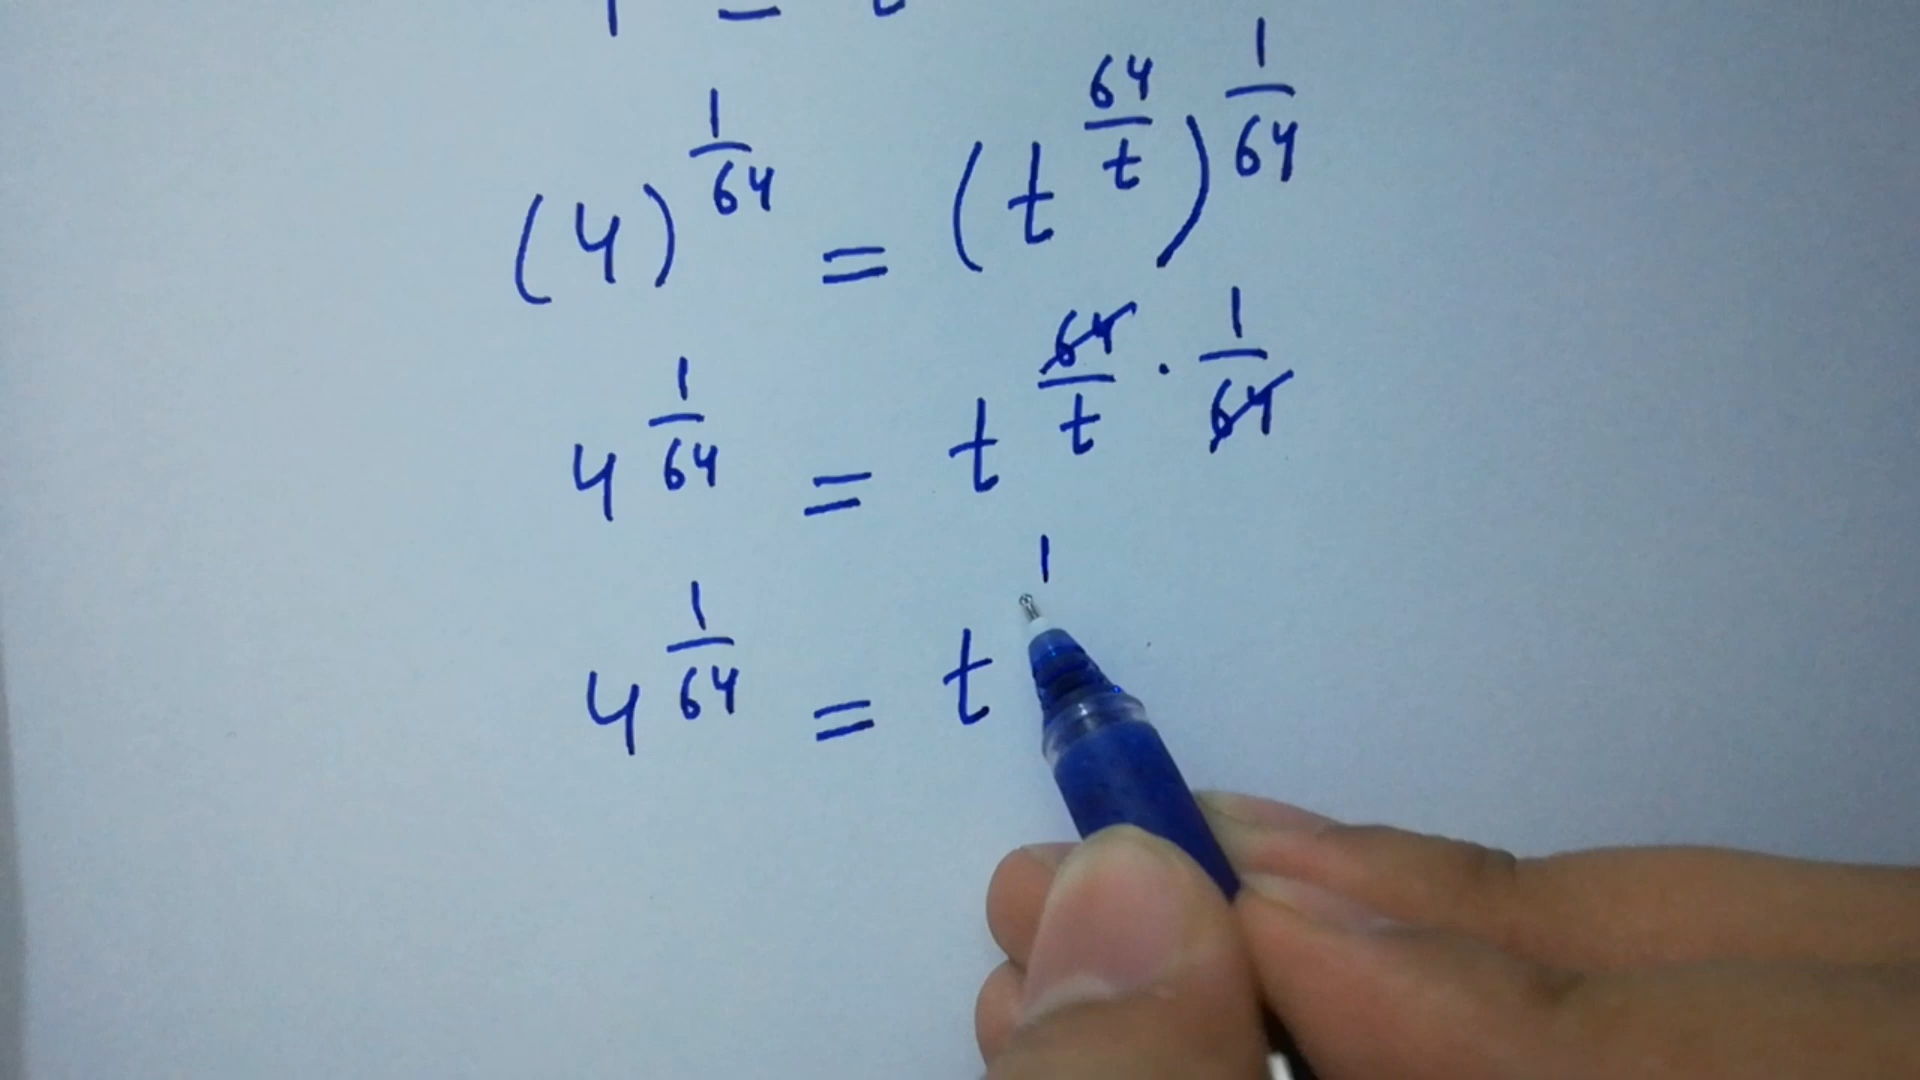 (4)^(1/64) = (t^(64/t))^(1/64)
4^(1/64) = t^(64/t · 1/64)
4^(1/64) = t^1